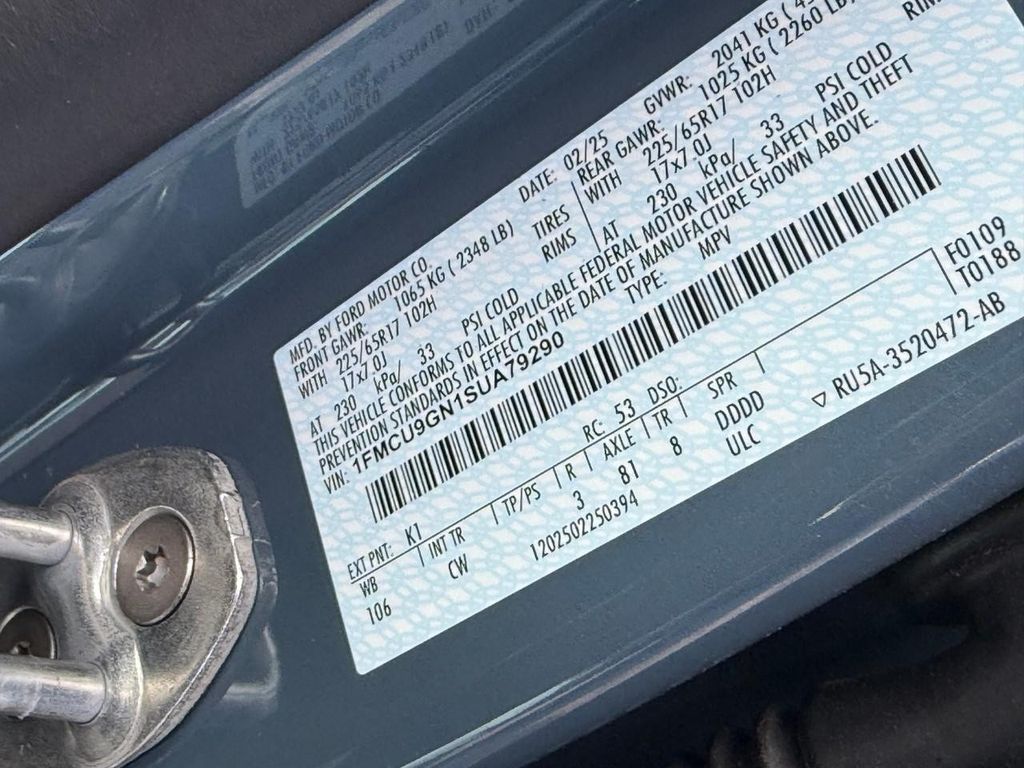 MFD. BY FORD MOTOR CO.
DATE: 02/25 GVWR: 2041 KG (
FRONT GAWR: 1065 KG ( 2348 LB) REAR GAWR: 1025 KG ( 2260 LB)
WITH 225/65R17 102H TIRES WITH 225/65R17 102H
17x7.0J RIMS 17x7.0J
AT 230 kPa/ 33 PSI COLD AT 230 kPa/ 33 PSI COLD
THIS VEHICLE CONFORMS TO ALL APPLICABLE FEDERAL MOTOR VEHICLE SAFETY AND THEFT
PREVENTION STANDARDS IN EFFECT ON THE DATE OF MANUFACTURE SHOWN ABOVE.
VIN: 1FMCU9GN1SUA79290 TYPE: MPV
F0109
T0188
EXT PNT: K1 RC: 53 DSO:
WB INT TR TP/PS R AXLE TR SPR
106 CW 3 81 8 DDDD
1202502250394 ULC
▽ RU5A-3520472-AB